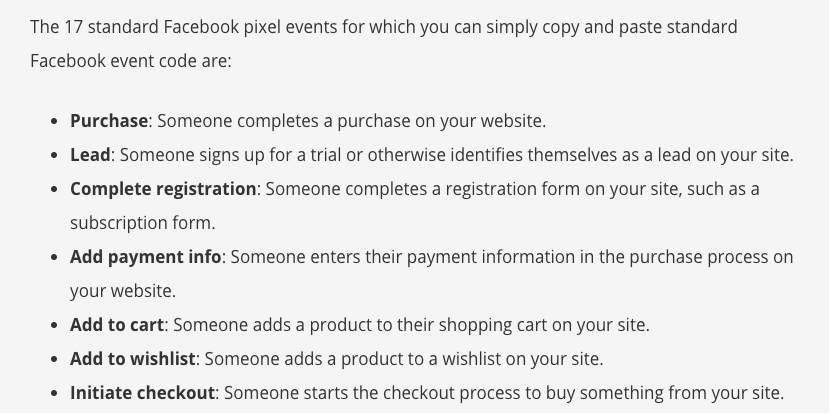 The 17 standard Facebook pixel events for which you can simply copy and paste standard
Facebook event code are:
• Purchase: Someone completes a purchase on your website.
• Lead: Someone signs up for a trial or otherwise identifies themselves as a lead on your site.
• Complete registration: Someone completes a registration form on your site, such as a
subscription form.
• Add payment info: Someone enters their payment information in the purchase process on
your website.
• Add to cart: Someone adds a product to their shopping cart on your site.
• Add to wishlist: Someone adds a product to a wishlist on your site.
• Initiate checkout: Someone starts the checkout process to buy something from your site.